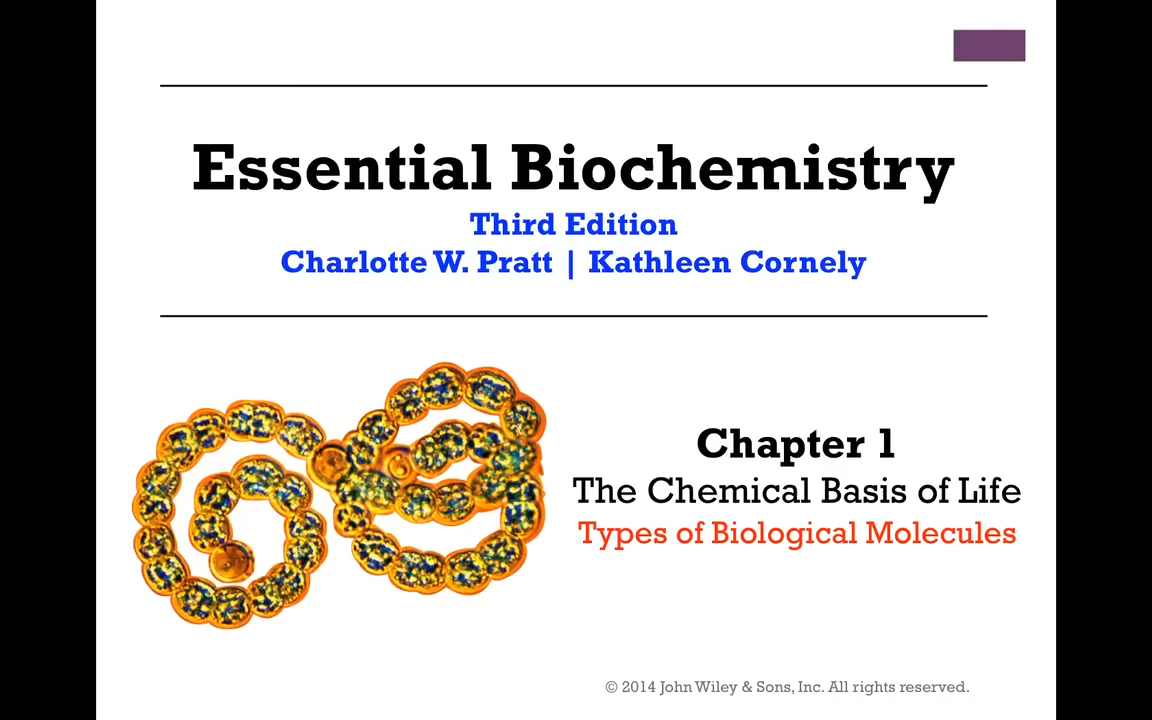 Essential Biochemistry
Third Edition
Charlotte W. Pratt | Kathleen Cornely
Chapter 1
The Chemical Basis of Life
Types of Biological Molecules
© 2014 John Wiley & Sons, Inc. All rights reserved.